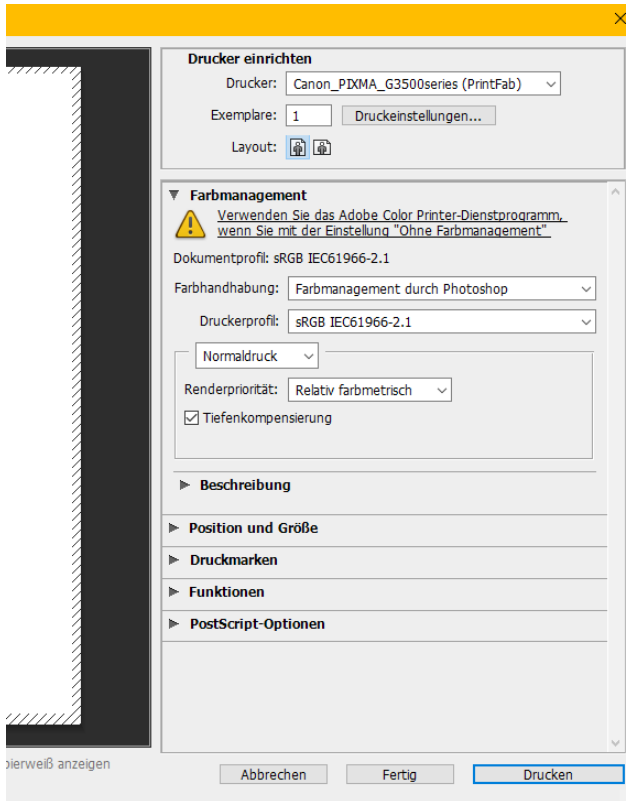 Drucker einrichten
Drucker: Canon_PIXMA_G3500series (PrintFab)
Exemplare: 1 Druckeinstellungen...
Layout:
Farbmanagement
Verwenden Sie das Adobe Color Printer-Dienstprogramm,
wenn Sie mit der Einstellung "Ohne Farbmanagement"
Dokumentprofil: sRGB IEC61966-2.1
Farbhandhabung: Farbmanagement durch Photoshop
Druckerprofil: sRGB IEC61966-2.1
Normaldruck
Renderpriorität: Relativ farbmetrisch
Tiefenkompensierung
Beschreibung
Position und Größe
Druckmarken
Funktionen
PostScript-Optionen
pierweiß anzeigen
Abbrechen Fertig Drucken